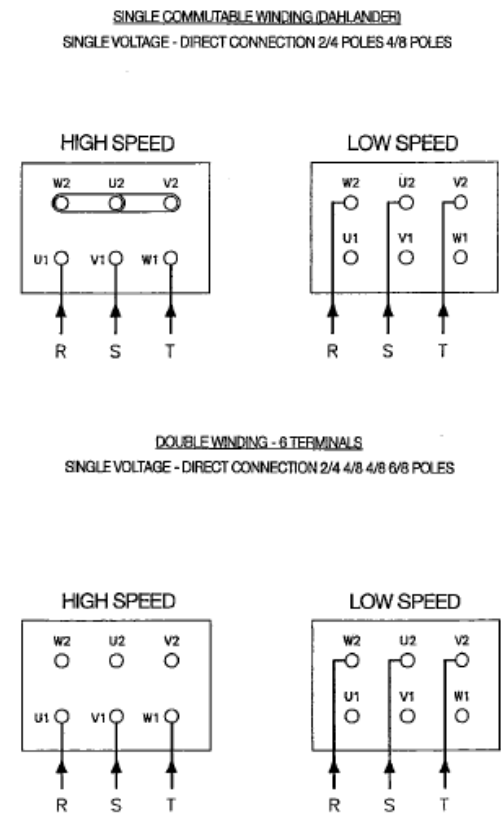 SINGLE COMMUTABLE WINDING (DAHLANDER)
SINGLE VOLTAGE - DIRECT CONNECTION 2/4 POLES 4/8 POLES
HIGH SPEED
W2 U2 V2
U1 V1 W1
R S T
LOW SPEED
W2 U2 V2
U1 V1 W1
R S T
DOUBLE WINDING - 6 TERMINALS
SINGLE VOLTAGE - DIRECT CONNECTION 2/4 4/8 4/8 6/8 POLES
HIGH SPEED
W2 U2 V2
U1 V1 W1
R S T
LOW SPEED
W2 U2 V2
U1 V1 W1
R S T